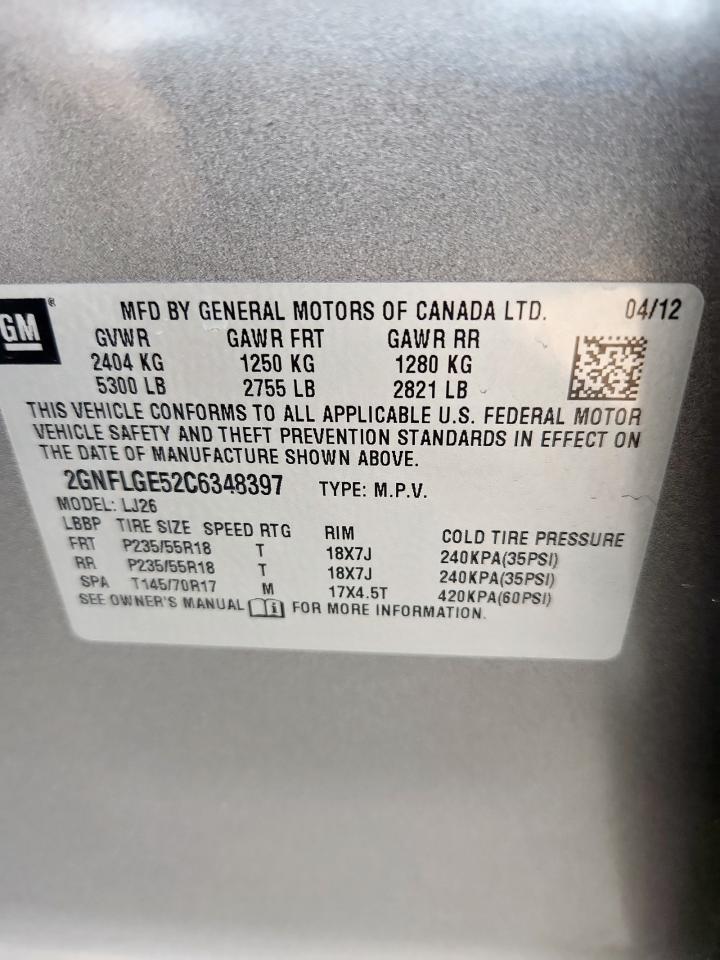 GM ®
MFD BY GENERAL MOTORS OF CANADA LTD. 04/12
GVWR GAWR FRT GAWR RR
2404 KG 1250 KG 1280 KG
5300 LB 2755 LB 2821 LB
THIS VEHICLE CONFORMS TO ALL APPLICABLE U.S. FEDERAL MOTOR
VEHICLE SAFETY AND THEFT PREVENTION STANDARDS IN EFFECT ON
THE DATE OF MANUFACTURE SHOWN ABOVE.
2GNFLGE52C6348397 TYPE: M.P.V.
MODEL: LJ26
LBBP TIRE SIZE SPEED RTG RIM COLD TIRE PRESSURE
FRT P235/55R18 T 18X7J 240KPA(35PSI)
RR P235/55R18 T 18X7J 240KPA(35PSI)
SPA T145/70R17 M 17X4.5T 420KPA(60PSI)
SEE OWNER'S MANUAL FOR MORE INFORMATION.